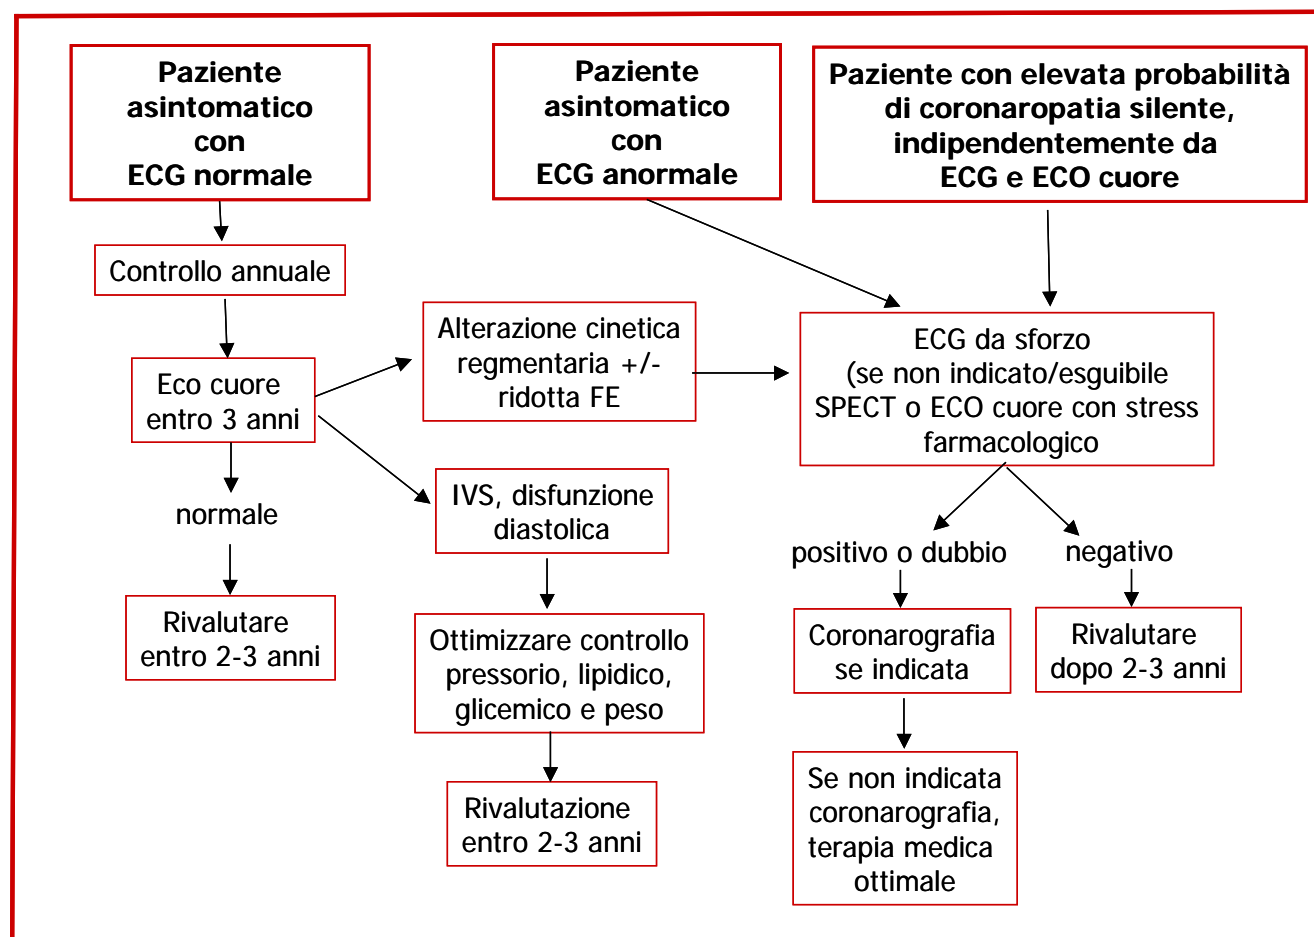 Paziente
asintomatico
con
ECG normale
Paziente
asintomatico
con
ECG anormale
Paziente con elevata probabilità
di coronaropatia silente,
indipendentemente da
ECG e ECO cuore
Controllo annuale
Eco cuore
entro 3 anni
Alterazione cinetica
regmentaria +/-
ridotta FE
ECG da sforzo
(se non indicato/esguibile
SPECT o ECO cuore con stress
farmacologico
normale
IVS, disfunzione
diastolica
positivo o dubbio
negativo
Rivalutare
entro 2-3 anni
Ottimizzare controllo
pressorio, lipidico,
glicemico e peso
Coronarografia
se indicata
Rivalutare
dopo 2-3 anni
Rivalutazione
entro 2-3 anni
Se non indicata
coronarografia,
terapia medica
ottimale